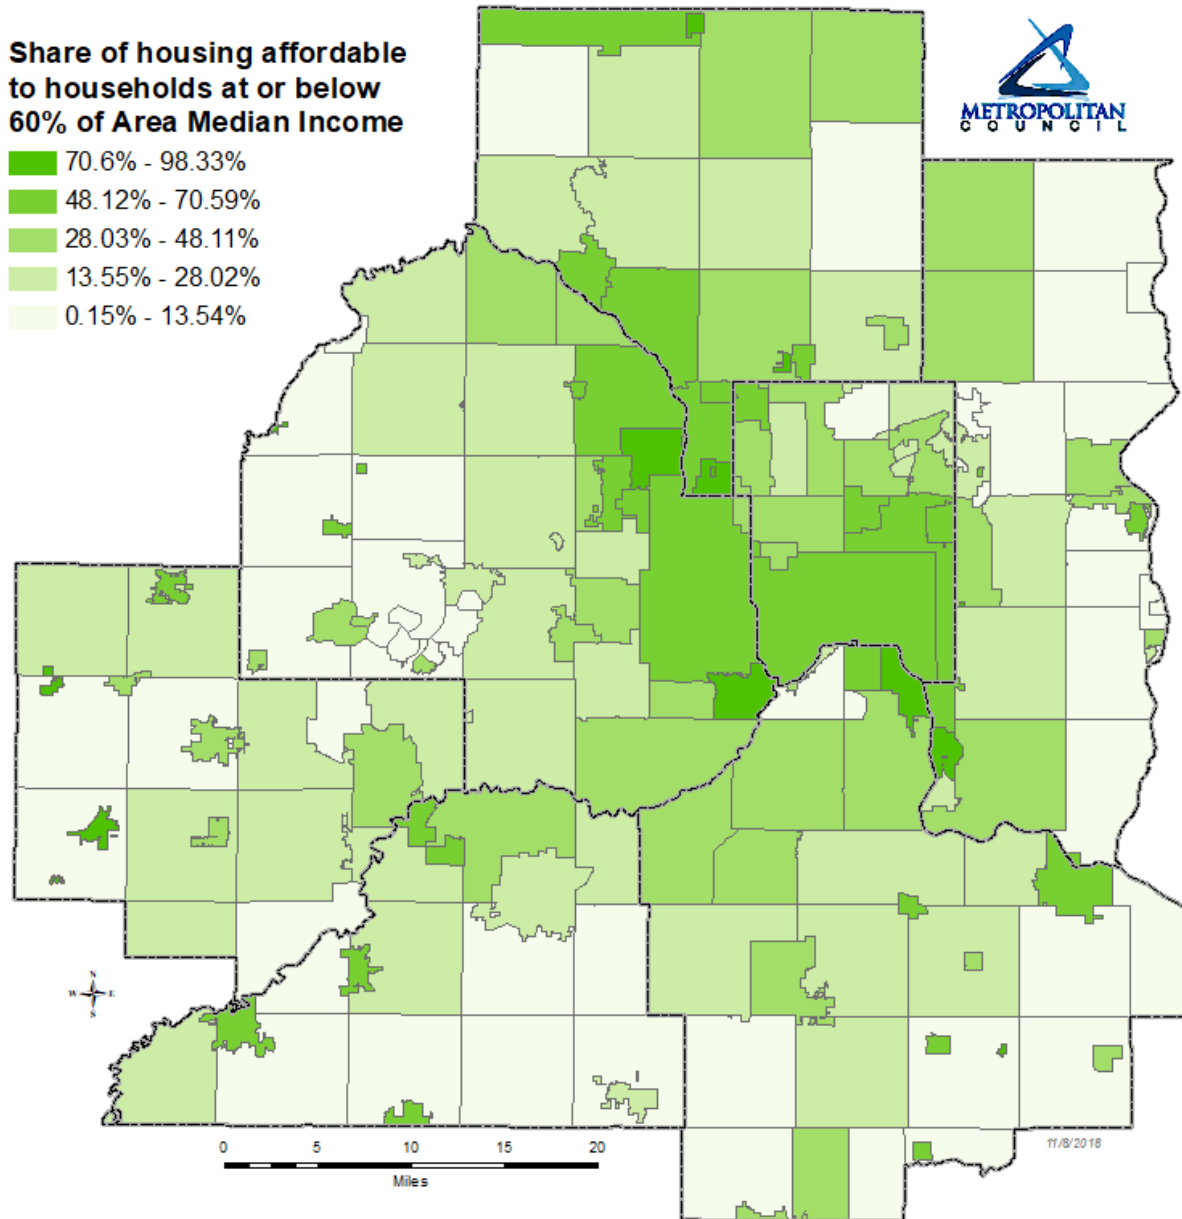 Share of housing affordable
to households at or below
60% of Area Median Income
70.6% - 98.33%
48.12% - 70.59%
28.03% - 48.11%
13.55% - 28.02%
0.15% - 13.54%
METROPOLITAN
COUNCIL
N
W E
S
0 5 10 15 20
Miles
11/8/2018